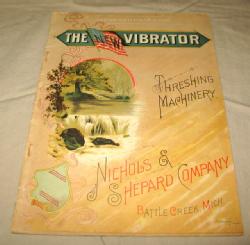 THE NEW VIBRATOR
THRESHING
MACHINERY
NICHOLS &
SHEPARD COMPANY
BATTLE CREEK, MICH.